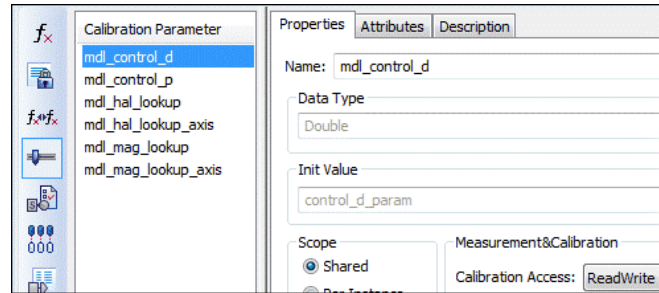 Calibration Parameter
mdl_control_d
mdl_control_p
mdl_hal_lookup
mdl_hal_lookup_axis
mdl_mag_lookup
mdl_mag_lookup_axis
Properties Attributes Description
Name: mdl_control_d
Data Type
Double
Init Value
control_d_param
Scope
Shared
Measurement&Calibration
Calibration Access: ReadWrite